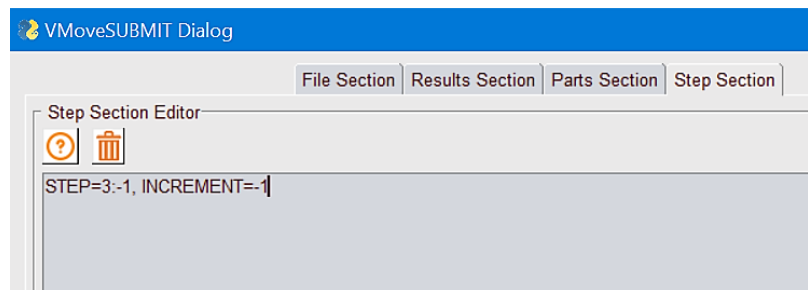 VMoveSUBMIT Dialog
File Section Results Section Parts Section Step Section
Step Section Editor
?
STEP=3:-1, INCREMENT=-1